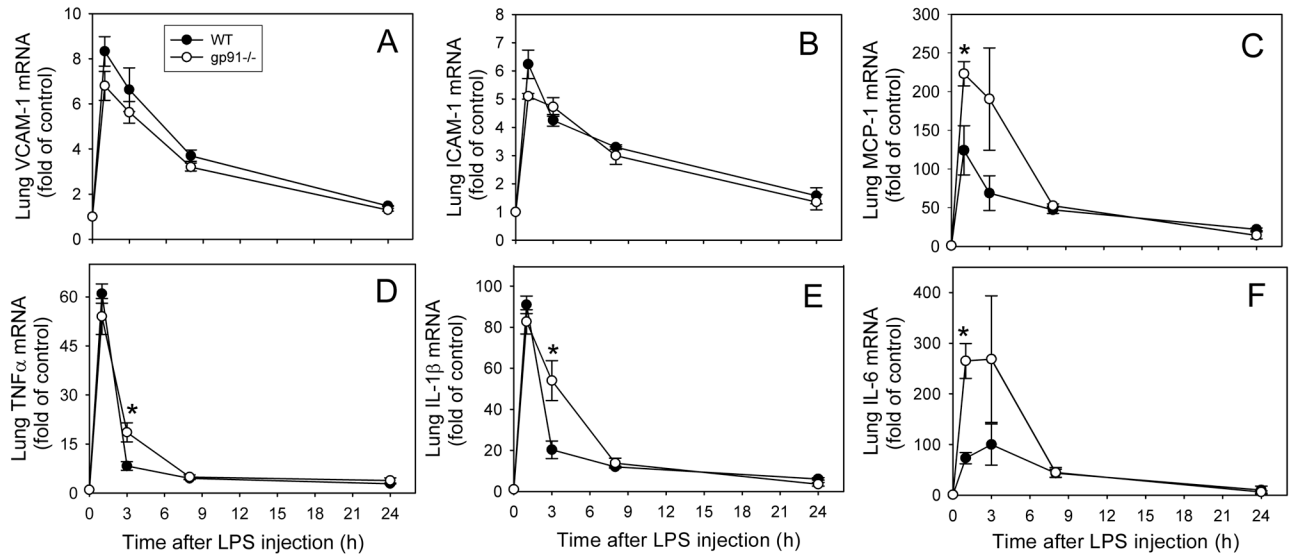 A
WT
gp91-/-
Lung VCAM-1 mRNA
(fold of control)
10
8
6
4
2
0
B
Lung ICAM-1 mRNA
(fold of control)
8
7
6
5
4
3
2
1
0
C
*
Lung MCP-1 mRNA
(fold of control)
300
250
200
150
100
50
0
D
*
Lung TNFα mRNA
(fold of control)
60
45
30
15
0
0 3 6 9 12 15 18 21 24
Time after LPS injection (h)
E
*
Lung IL-1β mRNA
(fold of control)
100
80
60
40
20
0
0 3 6 9 12 15 18 21 24
Time after LPS injection (h)
F
*
Lung IL-6 mRNA
(fold of control)
400
300
200
100
0
0 3 6 9 12 15 18 21 24
Time after LPS injection (h)